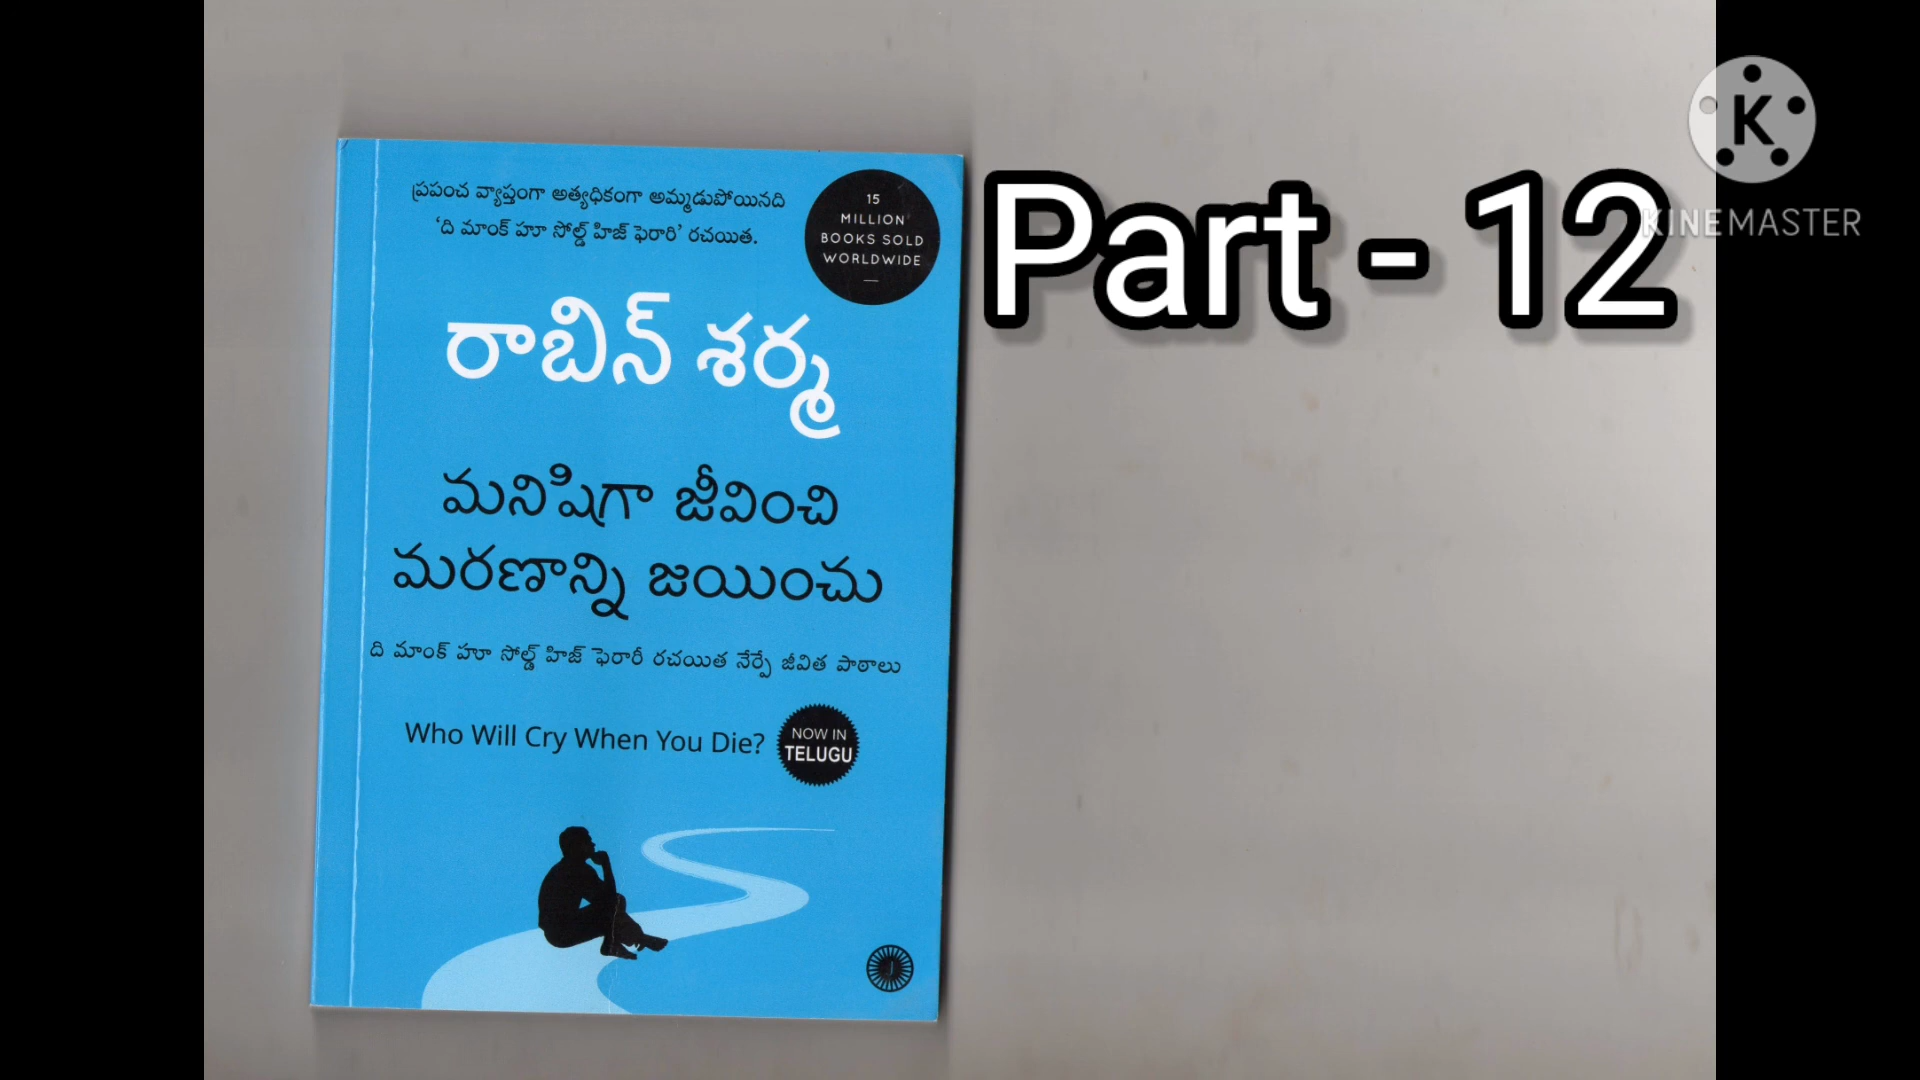 ప్రపంచ వ్యాప్తంగా అత్యధికంగా అమ్మడుపోయినది
'ది మాంక్ హూ సోల్డ్ హిజ్ ఫెరారి' రచయిత.
15
MILLION
BOOKS SOLD
WORLDWIDE
రాబిన్ శర్మ
మనిషిగా జీవించి
మరణాన్ని జయించు
ది మాంక్ హూ సోల్డ్ హిజ్ ఫెరారీ రచయిత నేర్పే జీవిత పాఠాలు
Who Will Cry When You Die?
NOW IN
TELUGU
Part - 12
K
KINEMASTER